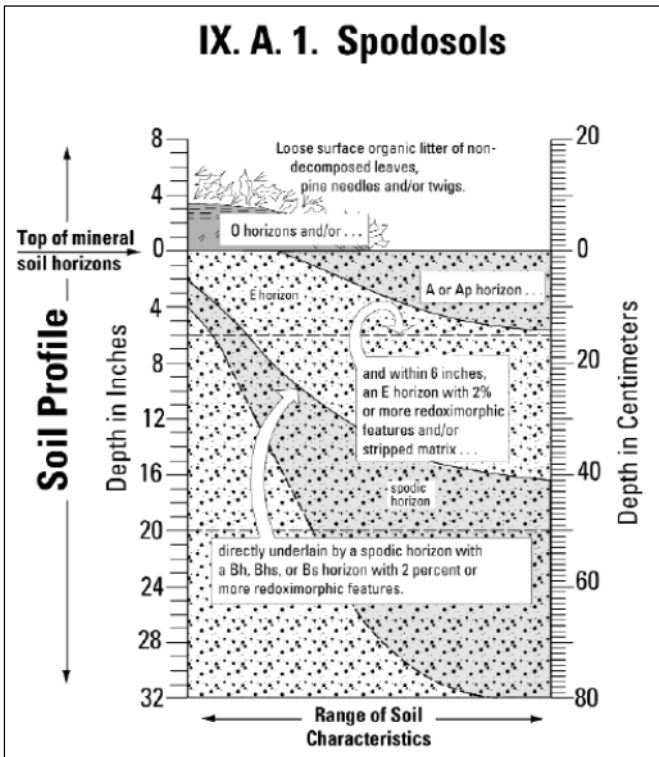 IX. A. 1. Spodosols
8
20
Loose surface organic litter of non-
decomposed leaves,
pine needles and/or twigs.
4
O horizons and/or . . .
Top of mineral
soil horizons
0
0
E horizon
A or Ap horizon . . .
4
8
20
and within 6 inches,
an E horizon with 2%
or more redoximorphic
features and/or
stripped matrix . . .
12
16
40
spodic
horizon
20
directly underlain by a spodic horizon with
a Bh, Bhs, or Bs horizon with 2 percent or
more redoximorphic features.
24
60
28
32
80
Soil Profile
Depth in Inches
Depth in Centimeters
Range of Soil
Characteristics